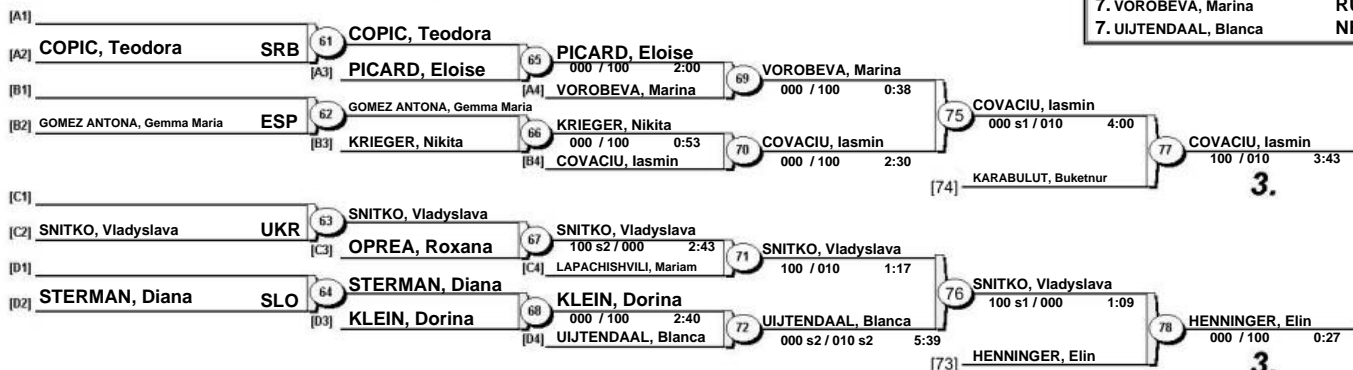 7. VOROBEVA, Marina
7. UIJTENDAAL, Blanca
[A1]
[A2] COPIC, Teodora SRB
61
COPIC, Teodora
[A3] PICARD, Eloise
65
PICARD, Eloise
000 / 100 2:00
[A4] VOROBEVA, Marina
69
VOROBEVA, Marina
000 / 100 0:38
[B1]
[B2] GOMEZ ANTONA, Gemma Maria ESP
62
GOMEZ ANTONA, Gemma Maria
[B3] KRIEGER, Nikita
66
KRIEGER, Nikita
000 / 100 0:53
[B4] COVACIU, Iasmin
70
COVACIU, Iasmin
000 / 100 2:30
75
COVACIU, Iasmin
000 s1 / 010 4:00
[74] KARABULUT, Buketnur
77
COVACIU, Iasmin
100 / 010 3:43
3.
[C1]
[C2] SNITKO, Vladyslava UKR
63
SNITKO, Vladyslava
[C3] OPREA, Roxana
67
SNITKO, Vladyslava
100 s2 / 000 2:43
[C4] LAPACHISHVILI, Mariam
71
SNITKO, Vladyslava
100 / 010 1:17
[D1]
[D2] STERMAN, Diana SLO
64
STERMAN, Diana
[D3] KLEIN, Dorina
68
KLEIN, Dorina
000 / 100 2:40
[D4] UIJTENDAAL, Blanca
72
UIJTENDAAL, Blanca
000 s2 / 010 s2 5:39
76
SNITKO, Vladyslava
100 s1 / 000 1:09
[73] HENNINGER, Elin
78
HENNINGER, Elin
000 / 100 0:27
3.